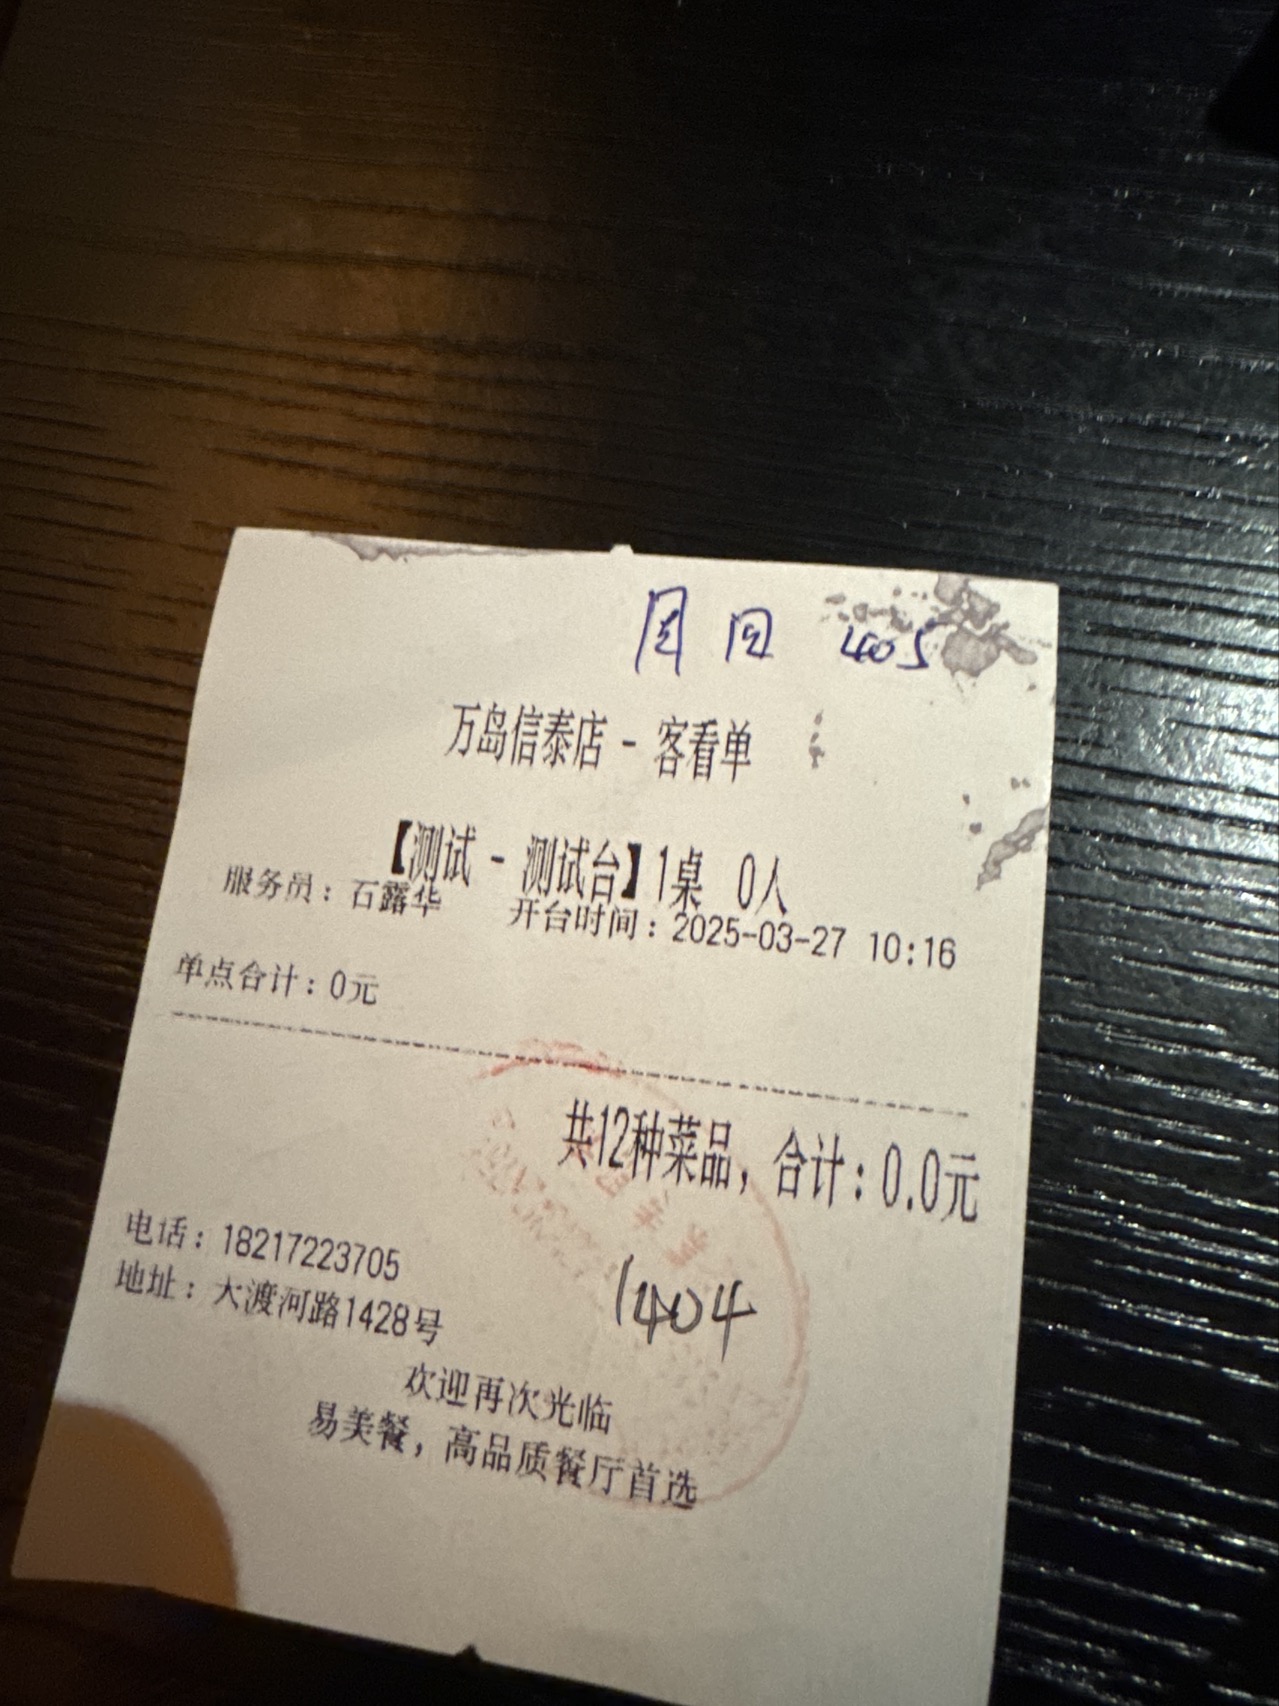 405
万岛信泰店 - 客看单
【测试 - 测试台】1桌 0人
服务员：石露华 开台时间：2025-03-27 10:16
单点合计：0元
共12种菜品，合计：0.0元
电话：18217223705
地址：大渡河路1428号
1404
欢迎再次光临
易美餐，高品质餐厅首选